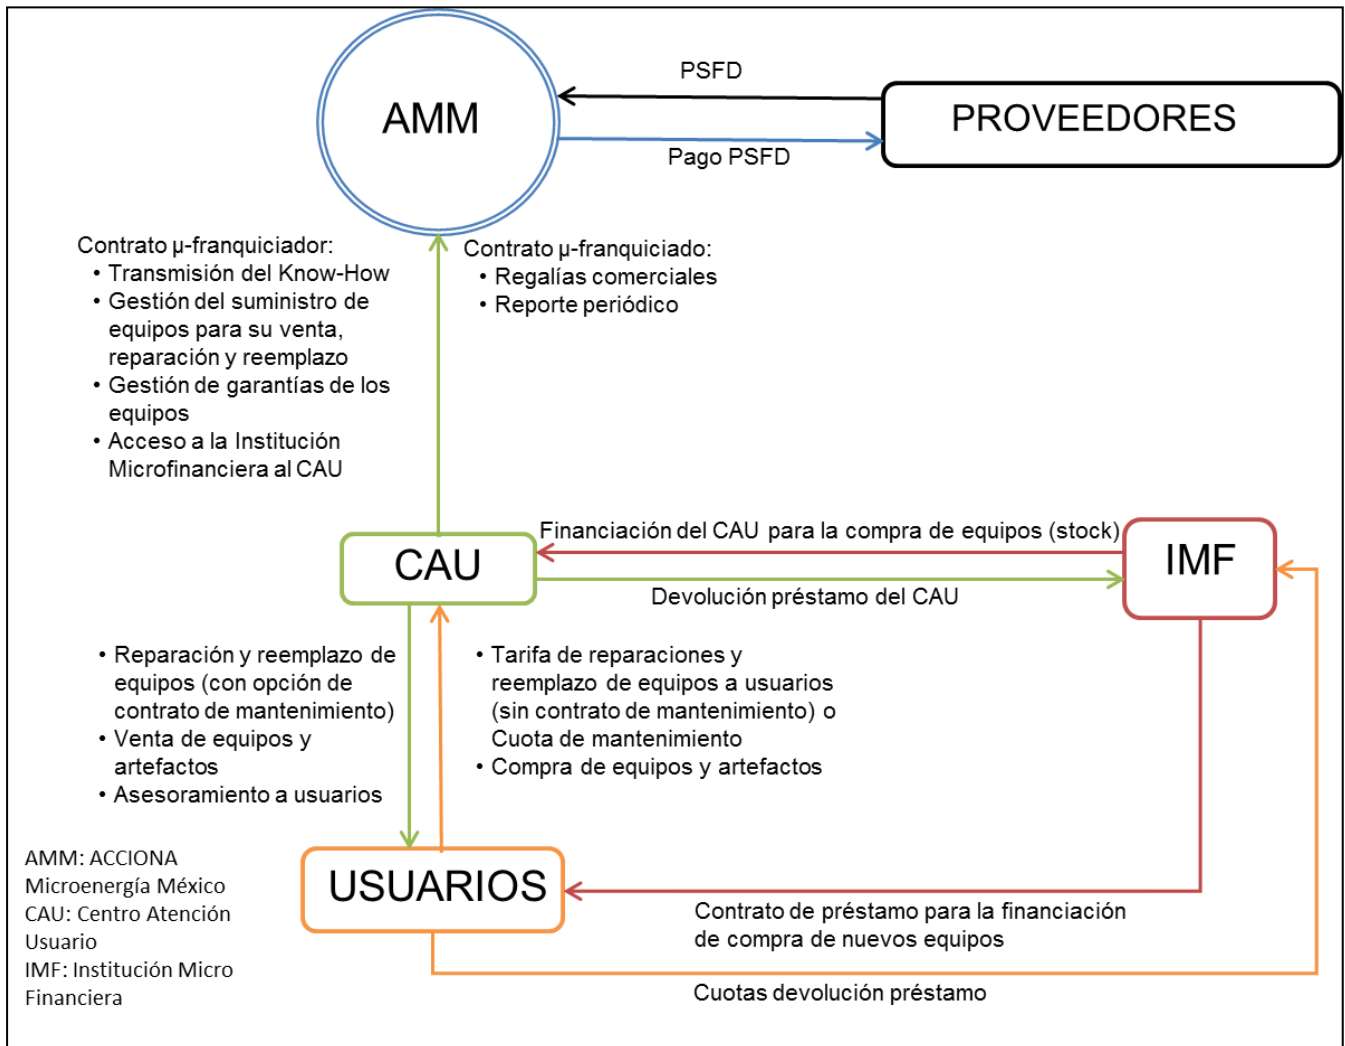 PSFD
AMM
PROVEEDORES
Pago PSFD
Contrato µ-franquiciador:
• Transmisión del Know-How
• Gestión del suministro de
equipos para su venta,
reparación y reemplazo
• Gestión de garantías de los
equipos
• Acceso a la Institución
Microfinanciera al CAU
Contrato µ-franquiciado:
• Regalías comerciales
• Reporte periódico
Financiación del CAU para la compra de equipos (stock)
CAU
IMF
Devolución préstamo del CAU
• Reparación y reemplazo de
equipos (con opción de
contrato de mantenimiento)
• Venta de equipos y
artefactos
• Asesoramiento a usuarios
• Tarifa de reparaciones y
reemplazo de equipos a usuarios
(sin contrato de mantenimiento) o
Cuota de mantenimiento
• Compra de equipos y artefactos
USUARIOS
Contrato de préstamo para la financiación
de compra de nuevos equipos
Cuotas devolución préstamo
AMM: ACCIONA
Microenergía México
CAU: Centro Atención
Usuario
IMF: Institución Micro
Financiera